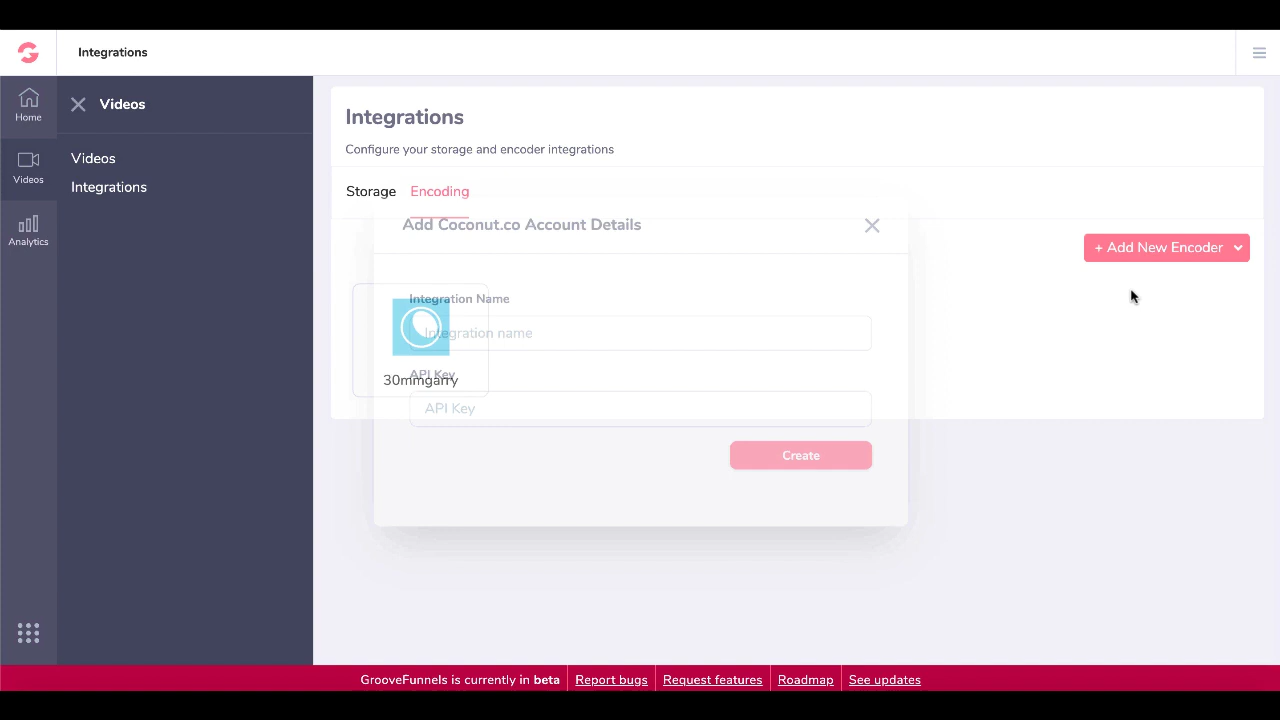 Integrations
Home
Videos
Analytics
Videos
Videos
Integrations
Integrations
Configure your storage and encoder integrations
Storage Encoding
+ Add New Encoder
Add Coconut.co Account Details
Integration Name
Integration name
30mmgarry
API Key
API Key
Create
GrooveFunnels is currently in beta Report bugs Request features Roadmap See updates